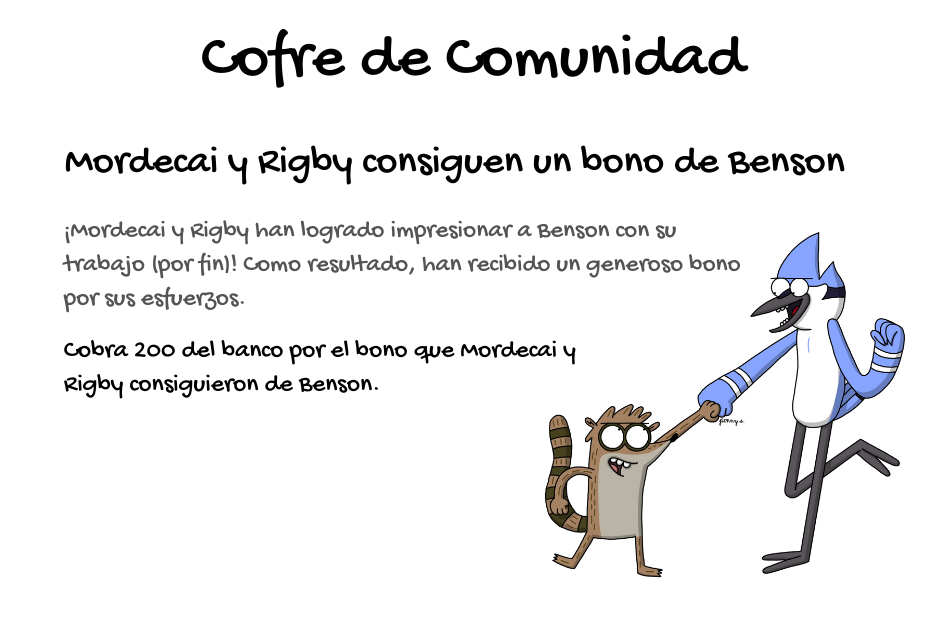 Cofre de Comunidad
Mordecai y Rigby consiguen un bono de Benson
¡Mordecai y Rigby han logrado impresionar a Benson con su
trabajo (por fin)! Como resultado, han recibido un generoso bono
por sus esfuerzos.
Cobra 200 del banco por el bono que Mordecai y
Rigby consiguieron de Benson.